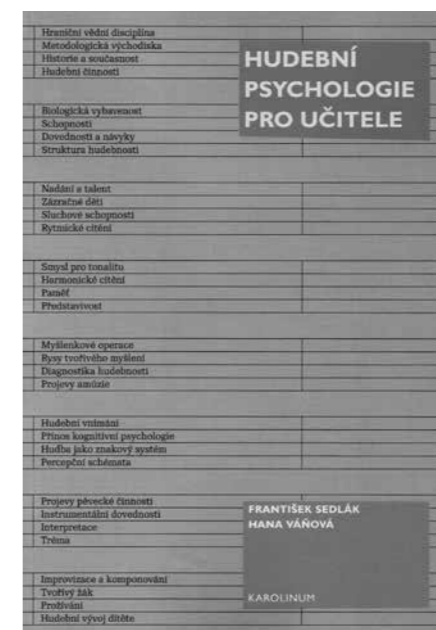 Hraniční vědní disciplína
Metodologická východiska
Historie a současnost
Hudební činnosti
HUDEBNÍ
PSYCHOLOGIE
PRO UČITELE
Biologická vybavenost
Schopnosti
Dovednosti a návyky
Struktura hudebnosti
Nadání a talent
Zázračné děti
Sluchové schopnosti
Rytmické cítění
Smysl pro tonalitu
Harmonické cítění
Paměť
Představivost
Myšlenkové operace
Rysy tvořivého myšlení
Diagnostika hudebnosti
Projevy amúzie
Hudební vnímání
Přínos kognitivní psychologie
Hudba jako znakový systém
Percepční schémata
Projevy pěvecké činnosti
Instrumentální dovednosti
Interpretace
Tréma
FRANTIŠEK SEDLÁK
HANA VÁŇOVÁ
Improvizace a komponování
Tvořivý žák
Prožívání
Hudební vývoj dítěte
KAROLINUM